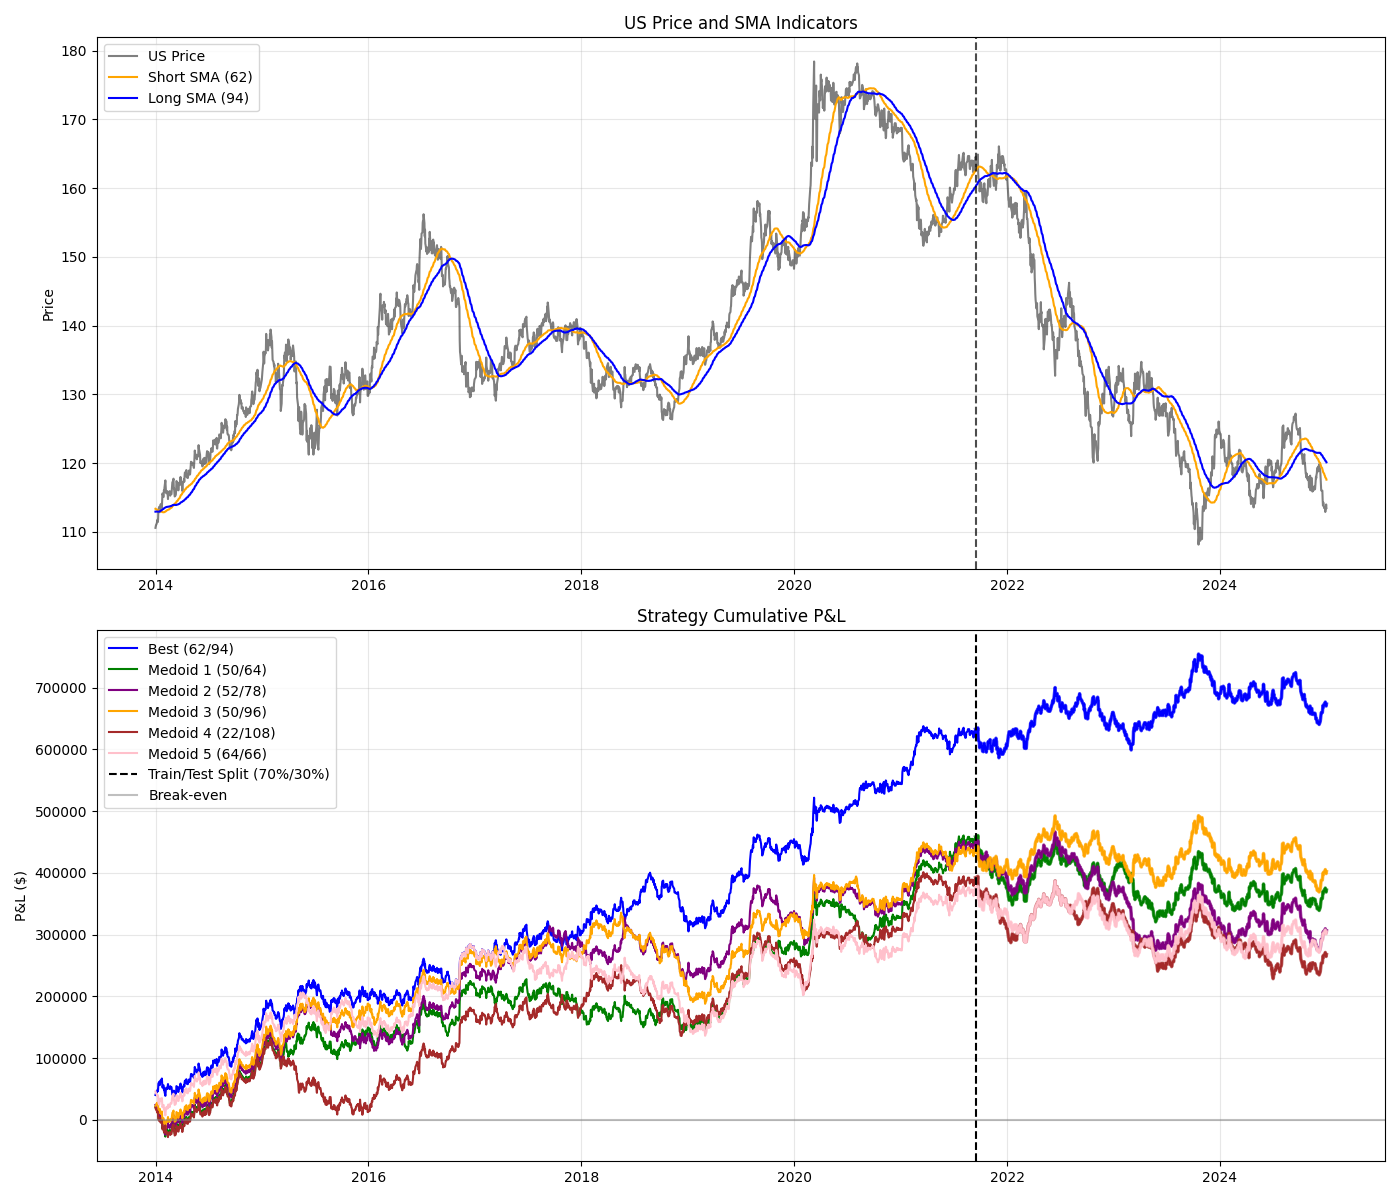 US Price and SMA Indicators
US Price
Short SMA (62)
Long SMA (94)
Price
180
170
160
150
140
130
120
110
2014
2016
2018
2020
2022
2024
Strategy Cumulative P&L
Best (62/94)
Medoid 1 (50/64)
Medoid 2 (52/78)
Medoid 3 (50/96)
Medoid 4 (22/108)
Medoid 5 (64/66)
Train/Test Split (70%/30%)
Break-even
P&L ($)
700000
600000
500000
400000
300000
200000
100000
0
2014
2016
2018
2020
2022
2024